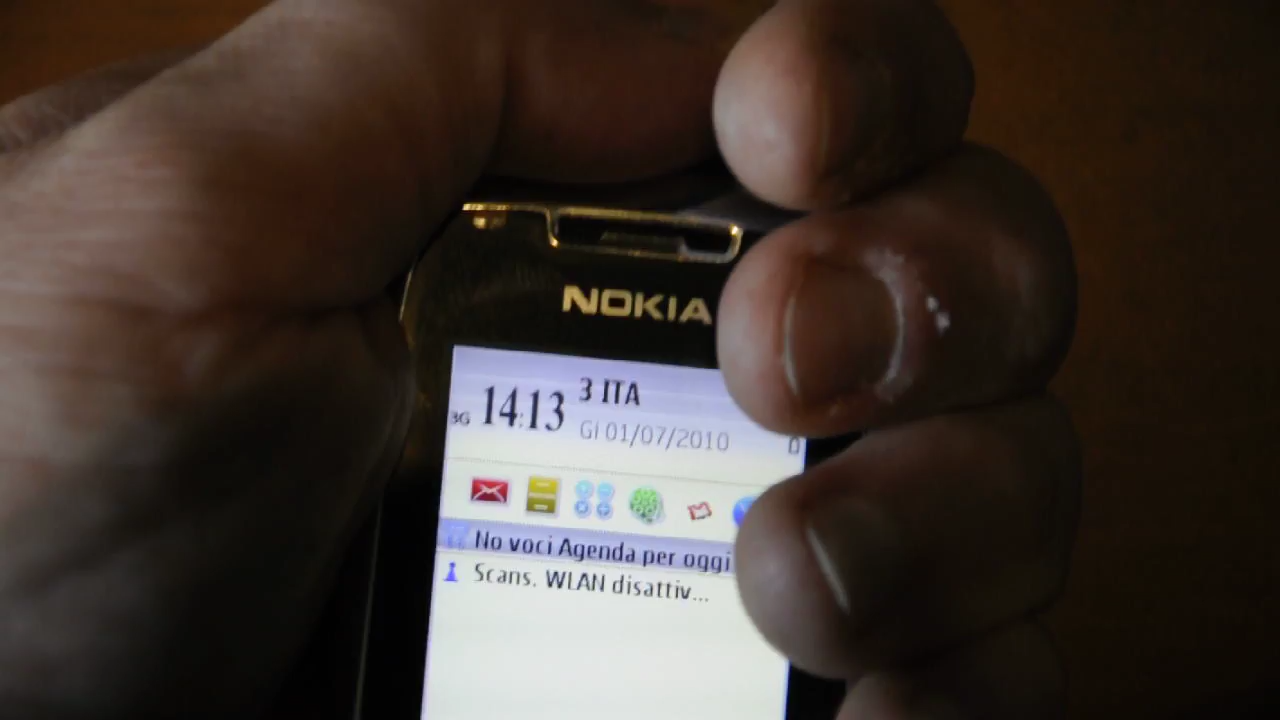 NOKIA
3 ITA
3G 14:13
Gi 01/07/2010
No voci Agenda per oggi
Scans. WLAN disattiv...